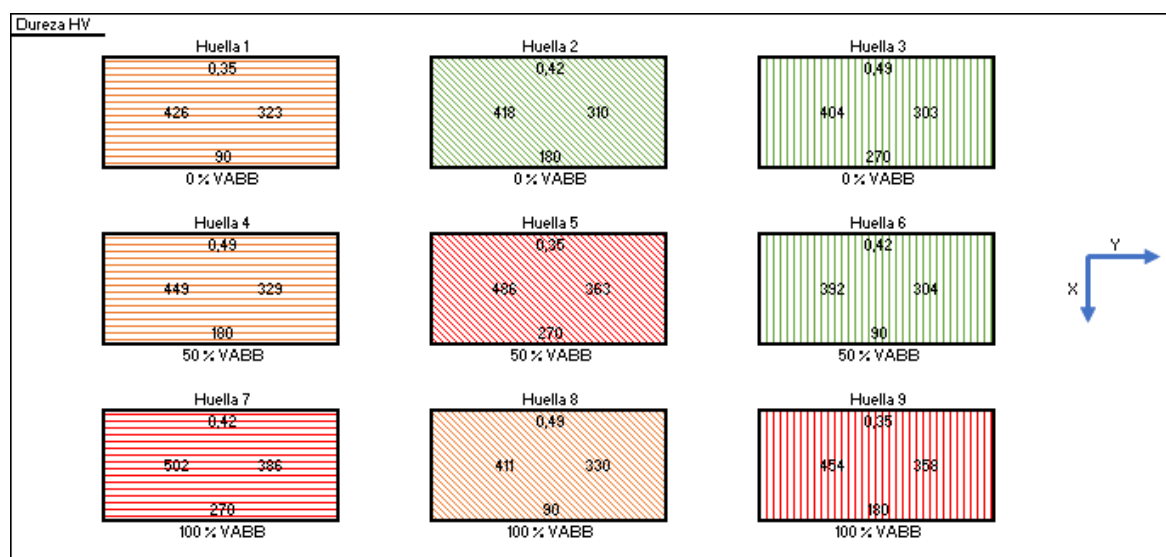 Dureza HV
Huella 1 Huella 2 Huella 3
0,35 0,42 0,49
426 323 418 310 404 303
90 180 270
0 % VABB 0 % VABB 0 % VABB
Huella 4 Huella 5 Huella 6
0,49 0,35 0,42
449 329 486 363 392 304
180 270 90
50 % VABB 50 % VABB 50 % VABB
Y
X
Huella 7 Huella 8 Huella 9
0,42 0,49 0,35
502 386 411 330 454 358
270 90 180
100 % VABB 100 % VABB 100 % VABB